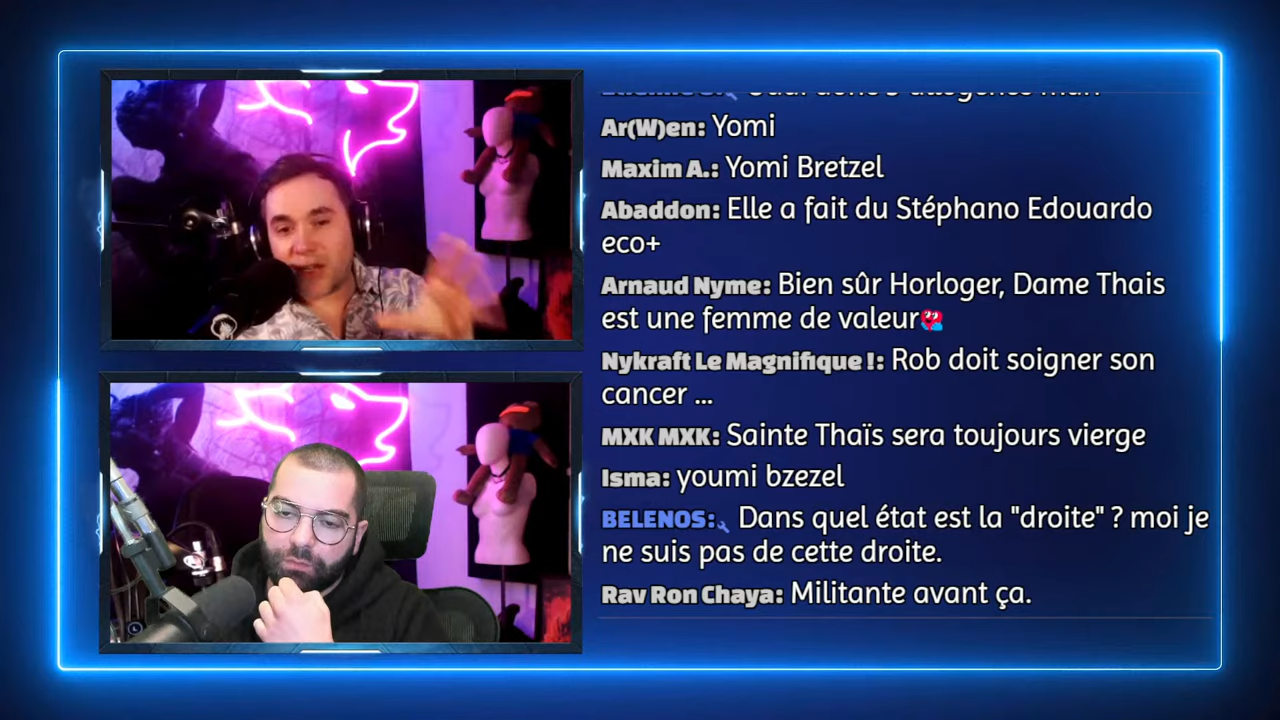 Ar(W)en: Yomi
Maxim A.: Yomi Bretzel
Abaddon: Elle a fait du Stéphano Edouardo
eco+
Arnaud Nyme: Bien sûr Horloger, Dame Thais
est une femme de valeur
Nykraft Le Magnifique !: Rob doit soigner son
cancer ...
MXK MXK: Sainte Thaïs sera toujours vierge
Isma: youmi bzezel
BELENOS: Dans quel état est la "droite" ? moi je
ne suis pas de cette droite.
Rav Ron Chaya: Militante avant ça.